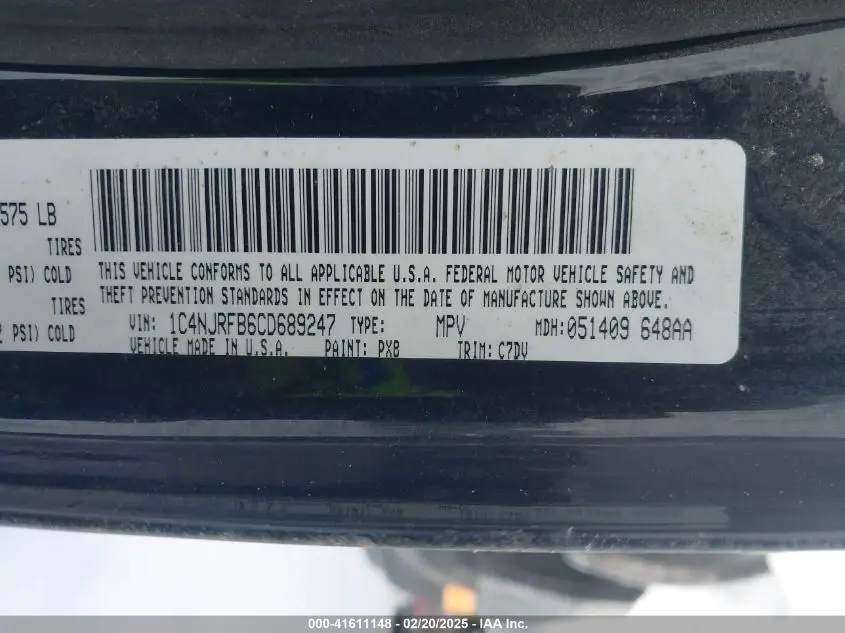 575 LB
TIRES
PSI) COLD
TIRES
PSI) COLD
THIS VEHICLE CONFORMS TO ALL APPLICABLE U.S.A. FEDERAL MOTOR VEHICLE SAFETY AND
THEFT PREVENTION STANDARDS IN EFFECT ON THE DATE OF MANUFACTURE SHOWN ABOVE.
VIN: 1C4NJRFB6CD689247 TYPE: MPV MDH:051409 648AA
VEHICLE MADE IN U.S.A. PAINT: PX8 TRIM: C7DV
000-41611148 — 02/20/2025 — IAA Inc.